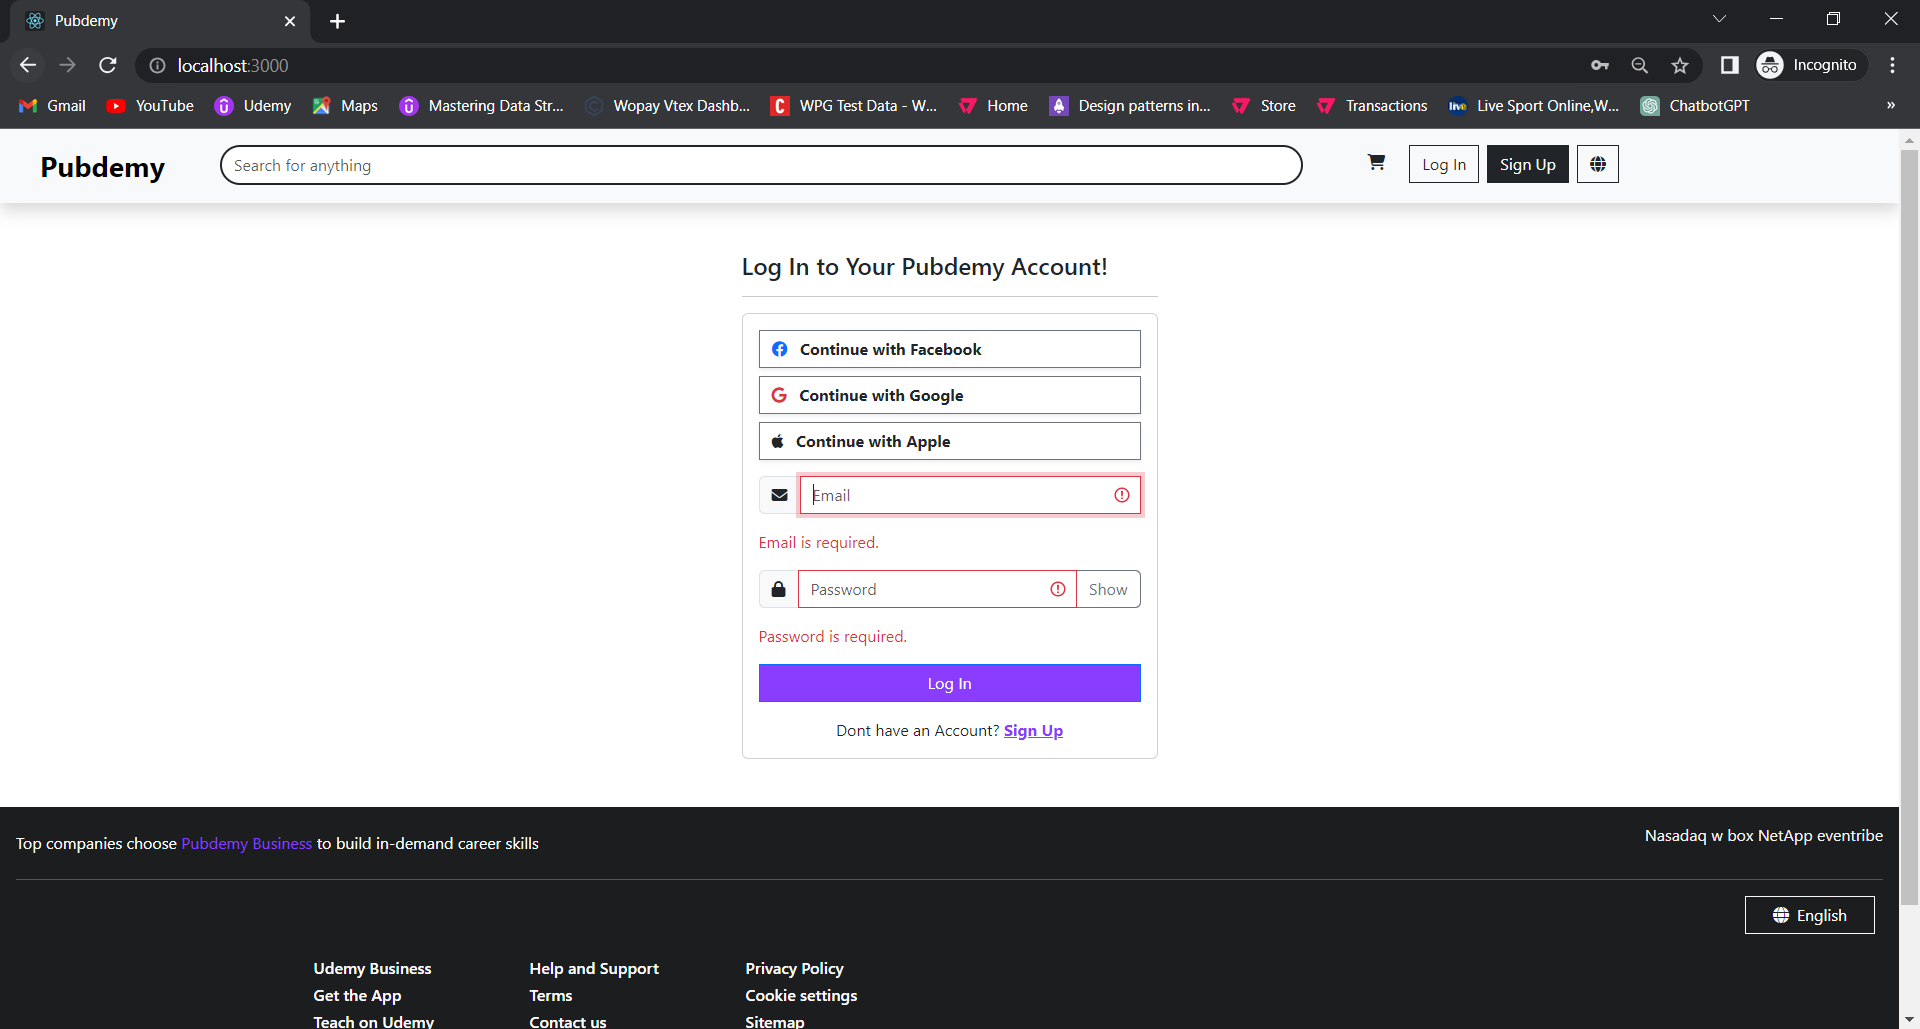 Pubdemy
localhost:3000
Incognito
Gmail YouTube Udemy Maps Mastering Data Str... Wopay Vtex Dashb... WPG Test Data - W... Home Design patterns in... Store Transactions Live Sport Online,W... ChatbotGPT »
Pubdemy
Search for anything
Log In
Sign Up
Log In to Your Pubdemy Account!
Continue with Facebook
Continue with Google
Continue with Apple
Email
Email is required.
Password
Show
Password is required.
Log In
Dont have an Account? Sign Up
Top companies choose Pubdemy Business to build in-demand career skills
Nasadaq w box NetApp eventribe
English
Udemy Business Help and Support Privacy Policy
Get the App Terms Cookie settings
Teach on Udemy Contact us Sitemap